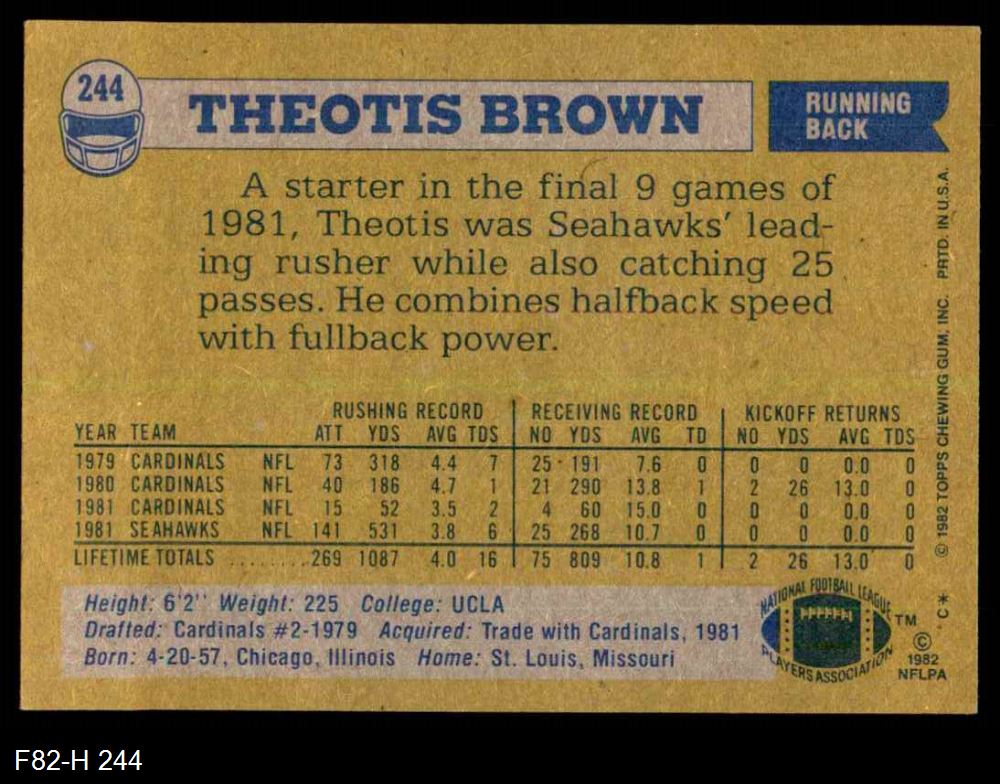 244
THEOTIS BROWN
RUNNING
BACK
A starter in the final 9 games of
1981, Theotis was Seahawks' lead-
ing rusher while also catching 25
passes. He combines halfback speed
with fullback power.
RUSHING RECORD RECEIVING RECORD KICKOFF RETURNS
YEAR TEAM ATT YDS AVG TDS NO YDS AVG TD NO YDS AVG TDS
1979 CARDINALS NFL 73 318 4.4 7 25 191 7.6 0 0 0 0.0 0
1980 CARDINALS NFL 40 186 4.7 1 21 290 13.8 1 2 26 13.0 0
1981 CARDINALS NFL 15 52 3.5 2 4 60 15.0 0 0 0 0.0 0
1981 SEAHAWKS NFL 141 531 3.8 6 25 268 10.7 0 0 0 0.0 0
LIFETIME TOTALS ......... 269 1087 4.0 16 75 809 10.8 1 2 26 13.0 0
Height: 6'2" Weight: 225 College: UCLA
Drafted: Cardinals #2-1979 Acquired: Trade with Cardinals, 1981
Born: 4-20-57, Chicago, Illinois Home: St. Louis, Missouri
NATIONAL FOOTBALL LEAGUE
PLAYERS ASSOCIATION
TM
©
1982
NFLPA
© 1982 TOPPS CHEWING GUM, INC. PRTD. IN U.S.A.
C*
F82-H 244